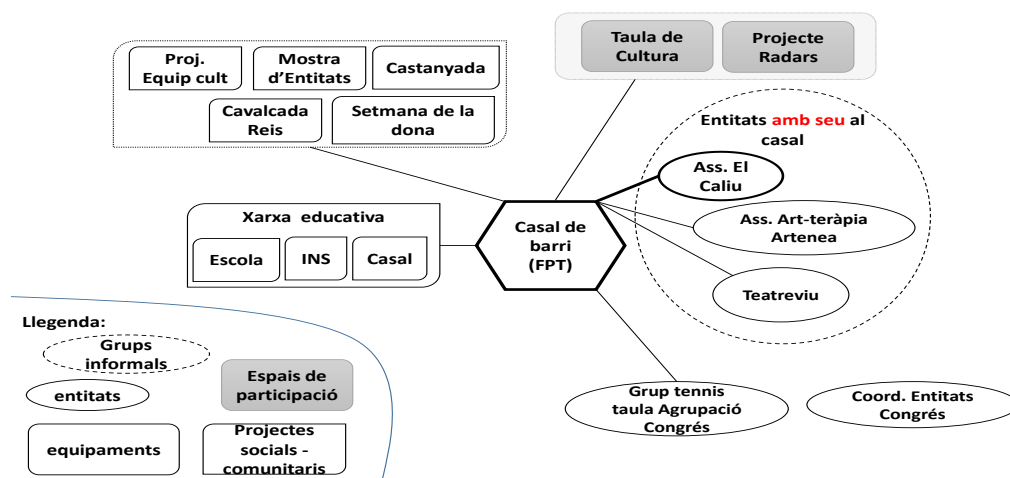 Proj.
Equip cult
Mostra
d'Entitats
Castanyada
Cavalcada
Reis
Setmana de la
dona
Taula de
Cultura
Projecte
Radars
Entitats amb seu al
casal
Ass. El
Caliu
Ass. Art-teràpia
Artenea
Teatreviu
Xarxa educativa
Escola
INS
Casal
Casal de
barri
(FPT)
Grup tennis
taula Agrupació
Congrés
Coord. Entitats
Congrés
Llegenda:
Grups
informals
entitats
Espais de
participació
equipaments
Projectes
socials -
comunitaris